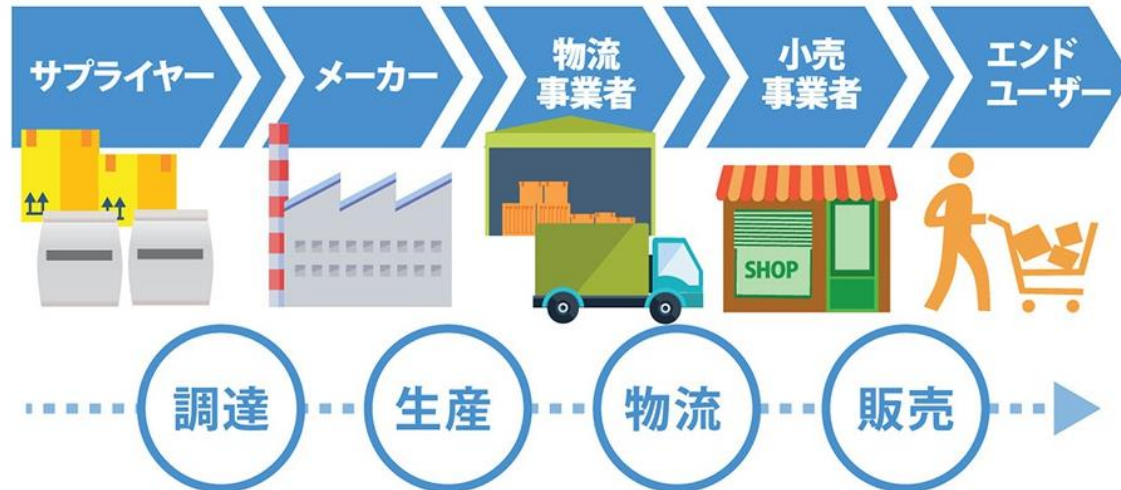 サプライヤー
メーカー
物流
事業者
小売
事業者
エンド
ユーザー
SHOP
調達
生産
物流
販売